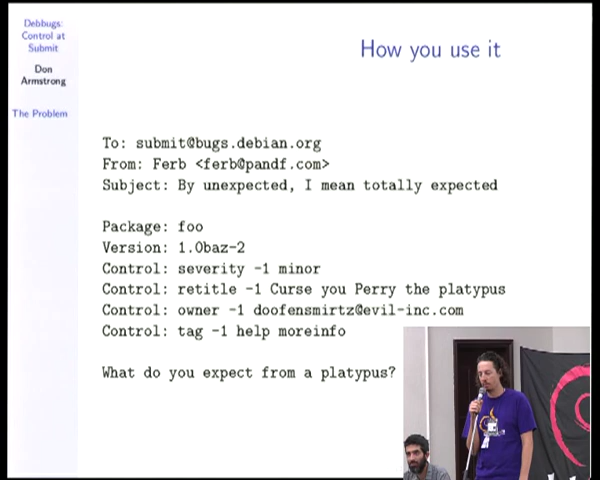 Debbugs:
Control at
Submit
Don
Armstrong
The Problem
How you use it
To: submit@bugs.debian.org
From: Ferb <ferb@pandf.com>
Subject: By unexpected, I mean totally expected
Package: foo
Version: 1.0baz-2
Control: severity -1 minor
Control: retitle -1 Curse you Perry the platypus
Control: owner -1 doofensmirtz@evil-inc.com
Control: tag -1 help moreinfo
What do you expect from a platypus?